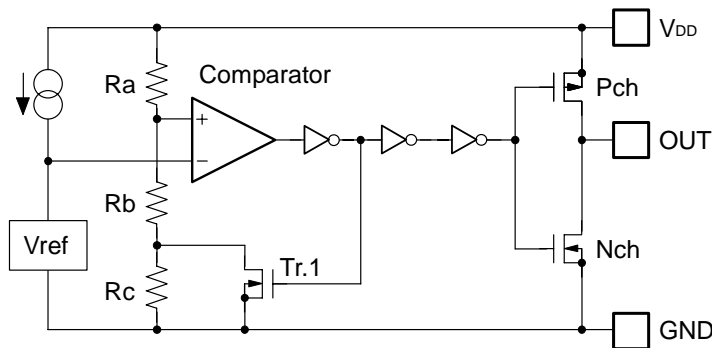 VDD
Ra
Comparator
Pch
+
−
OUT
Rb
Vref
Nch
Tr.1
Rc
GND